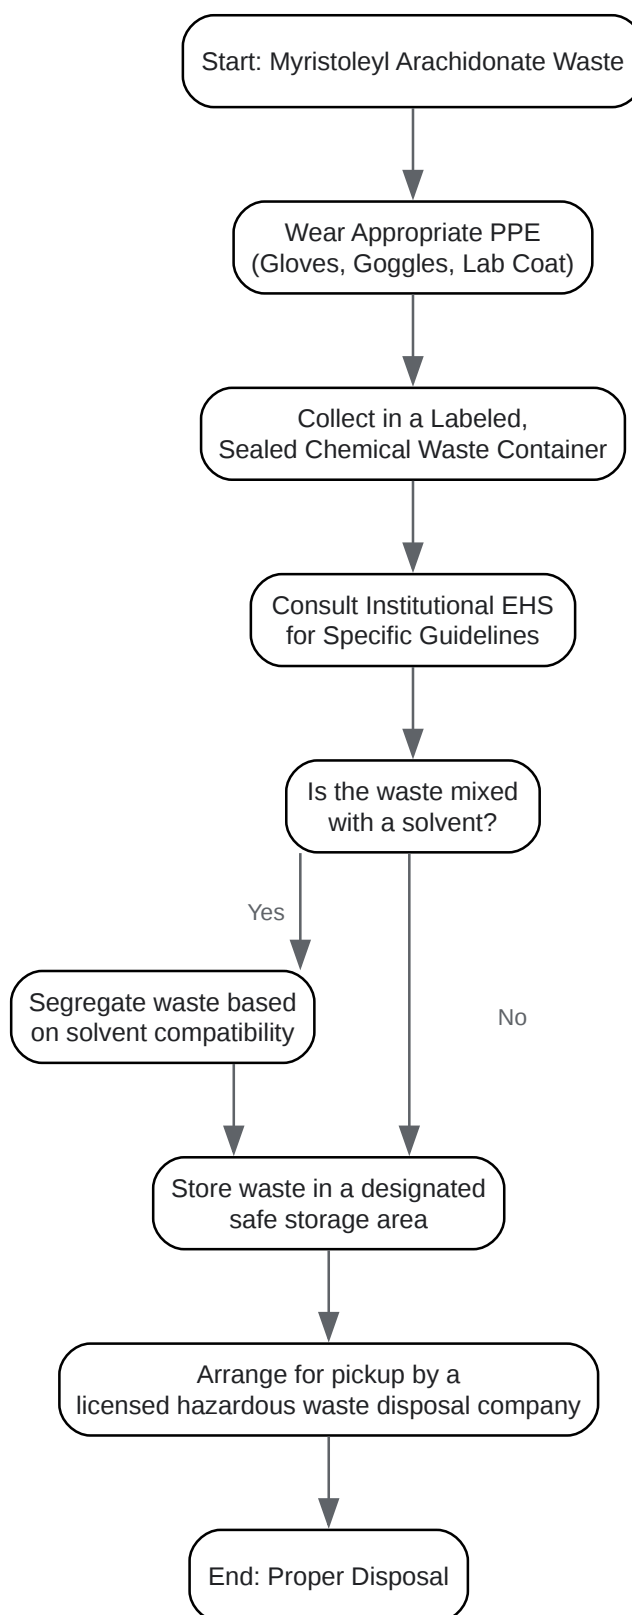 Start: Myristoleyl Arachidonate Waste
Wear Appropriate PPE
(Gloves, Goggles, Lab Coat)
Collect in a Labeled,
Sealed Chemical Waste Container
Consult Institutional EHS
for Specific Guidelines
Is the waste mixed
with a solvent?
Yes
Segregate waste based
on solvent compatibility
No
Store waste in a designated
safe storage area
Arrange for pickup by a
licensed hazardous waste disposal company
End: Proper Disposal